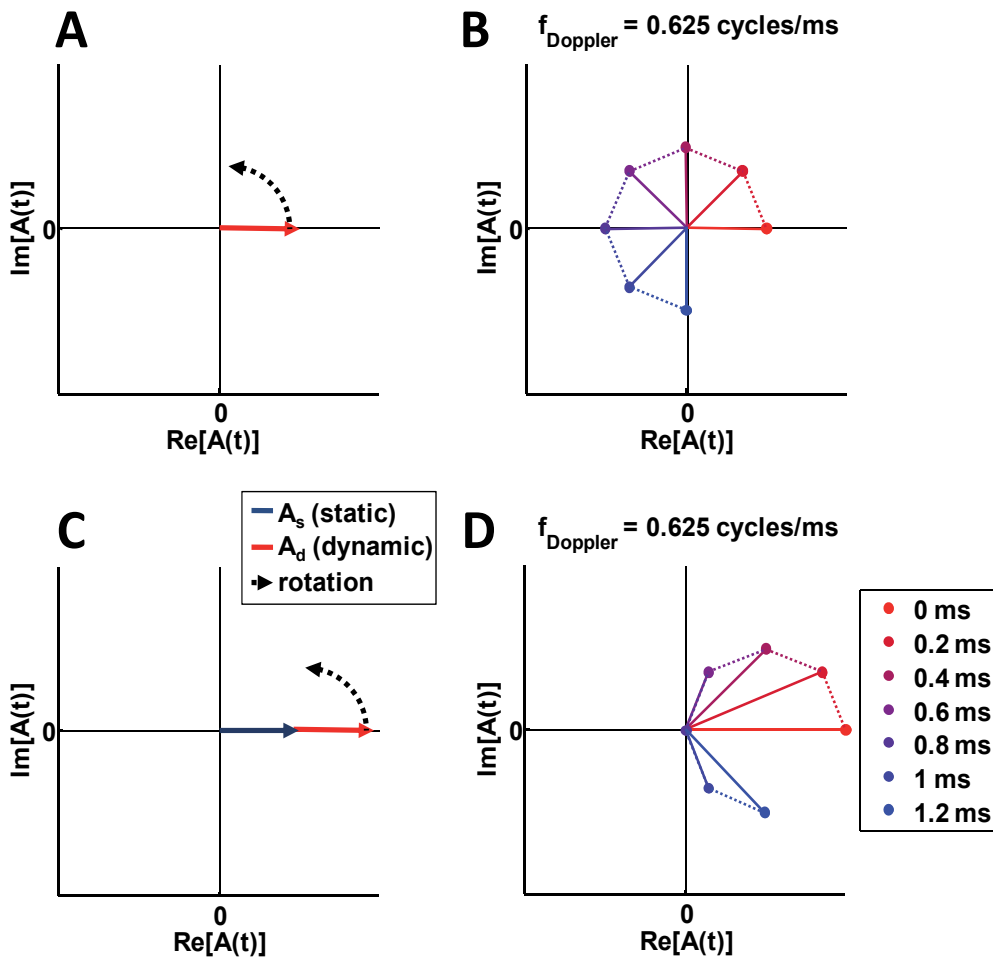 A
Im[A(t)]
0
0
Re[A(t)]
B
f_Doppler = 0.625 cycles/ms
Im[A(t)]
0
0
Re[A(t)]
C
A_s (static)
A_d (dynamic)
rotation
Im[A(t)]
0
0
Re[A(t)]
D
f_Doppler = 0.625 cycles/ms
Im[A(t)]
0
0
Re[A(t)]
0 ms
0.2 ms
0.4 ms
0.6 ms
0.8 ms
1 ms
1.2 ms